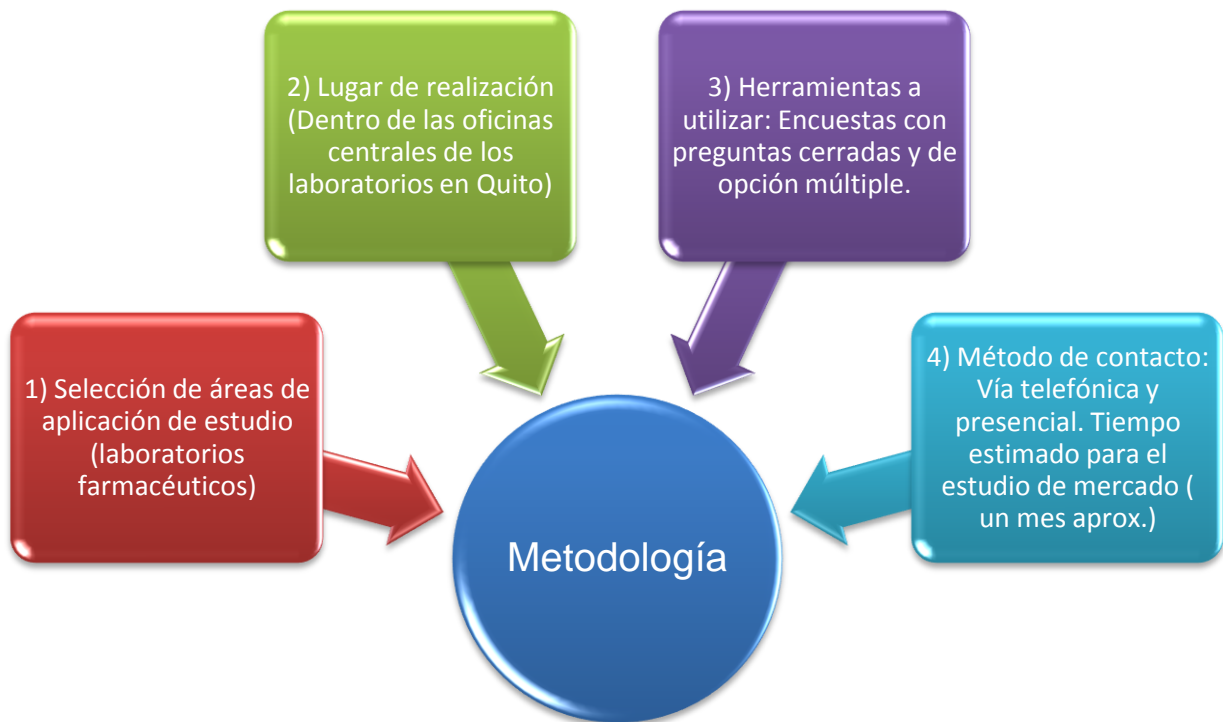 1) Selección de áreas de
aplicación de estudio
(laboratorios
farmacéuticos)
2) Lugar de realización
(Dentro de las oficinas
centrales de los
laboratorios en Quito)
3) Herramientas a
utilizar: Encuestas con
preguntas cerradas y de
opción múltiple.
4) Método de contacto:
Vía telefónica y
presencial. Tiempo
estimado para el
estudio de mercado (
un mes aprox.)
Metodología